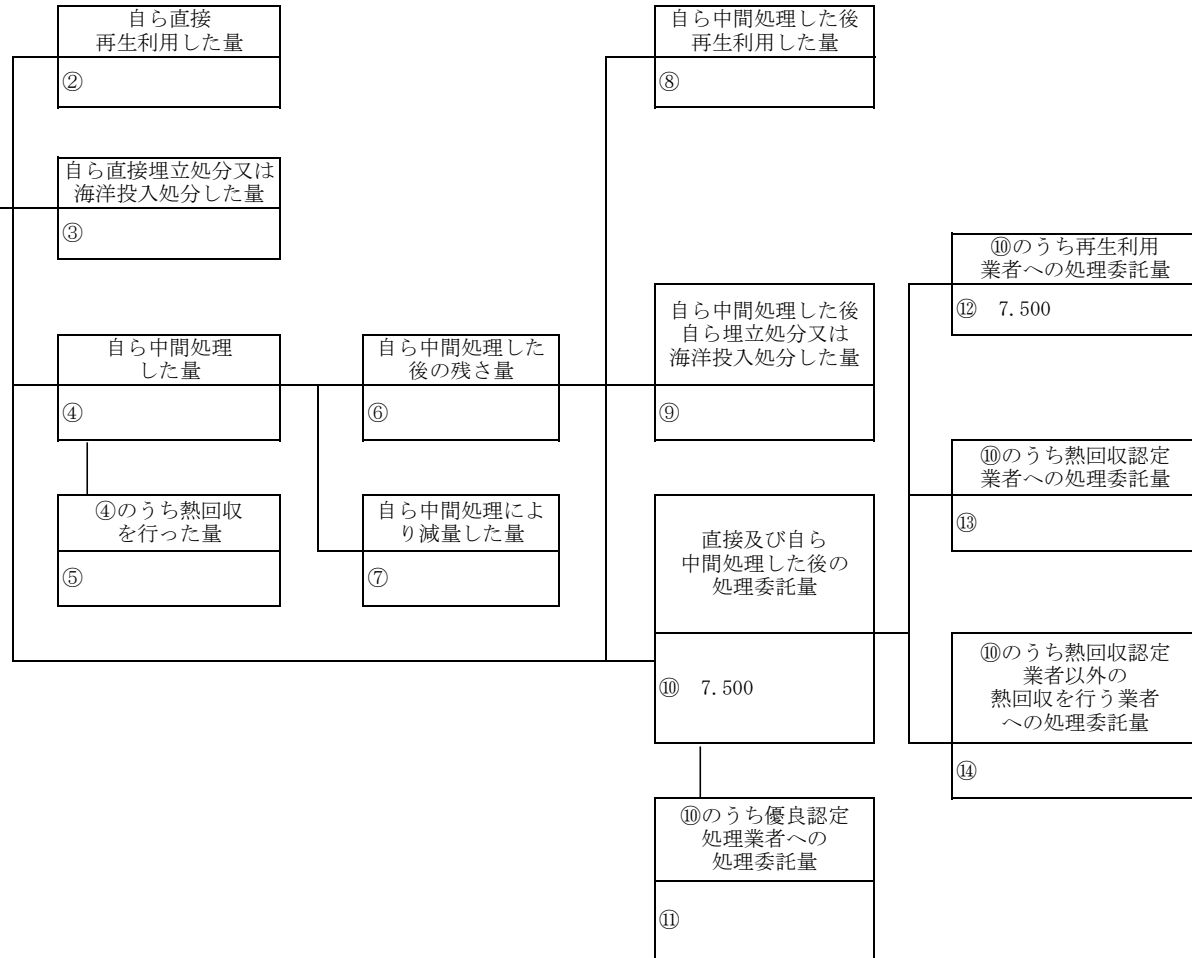 自ら直接
再生利用した量
②
自ら直接埋立処分又は
海洋投入処分した量
③
自ら中間処理
した量
④
④のうち熱回収
を行った量
⑤
自ら中間処理した
後の残さ量
⑥
自ら中間処理によ
り減量した量
⑦
自ら中間処理した後
再生利用した量
⑧
自ら中間処理した後
自ら埋立処分又は
海洋投入処分した量
⑨
直接及び自ら
中間処理した後の
処理委託量
⑩ 7.500
⑩のうち優良認定
処理業者への
処理委託量
⑪
⑩のうち再生利用
業者への処理委託量
⑫ 7.500
⑩のうち熱回収認定
業者への処理委託量
⑬
⑩のうち熱回収認定
業者以外の
熱回収を行う業者
への処理委託量
⑭